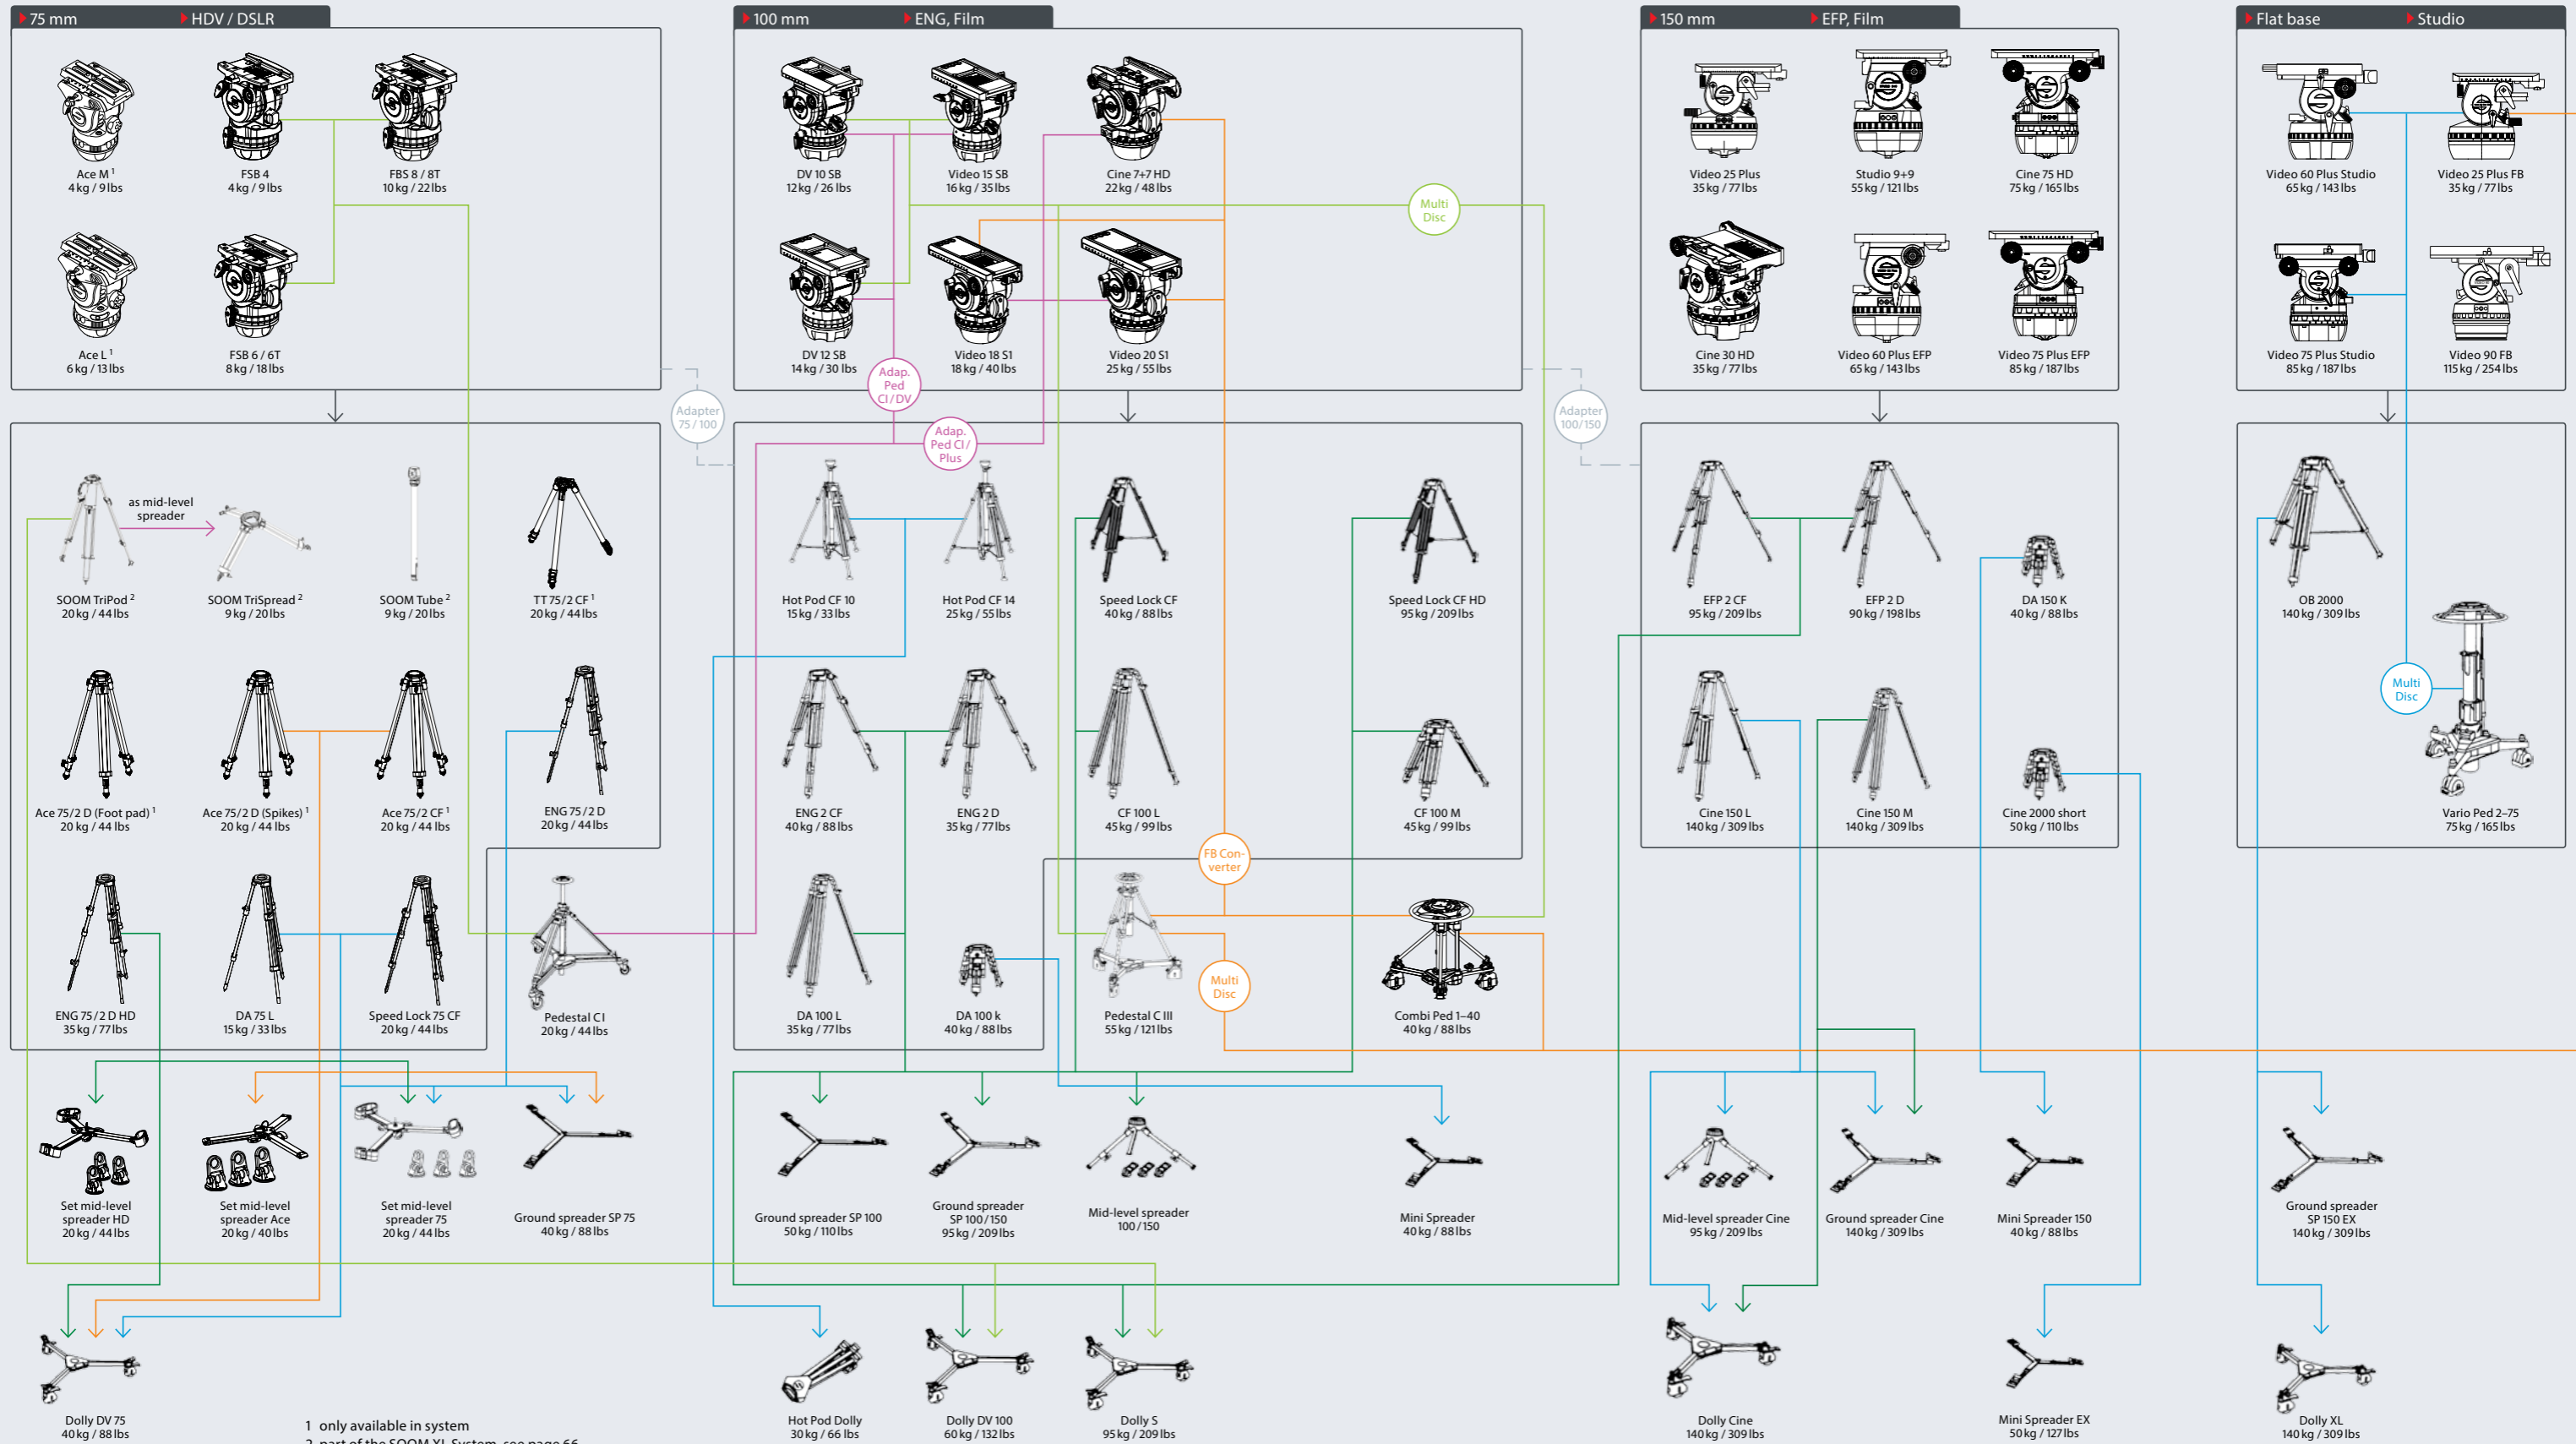 75 mm HDV / DSLR
Ace M 1
4 kg / 9 lbs
FSB 4
4 kg / 9 lbs
FBS 8 / 8T
10 kg / 22 lbs
Ace L 1
6 kg / 13 lbs
FSB 6 / 6T
8 kg / 18 lbs
Adapter
75 / 100
as mid-level
spreader
SOOM TriPod 2
20 kg / 44 lbs
SOOM TriSpread 2
9 kg / 20 lbs
SOOM Tube 2
9 kg / 20 lbs
TT 75/2 CF 1
20 kg / 44 lbs
Ace 75/2 D (Foot pad) 1
20 kg / 44 lbs
Ace 75/2 D (Spikes) 1
20 kg / 44 lbs
Ace 75/2 CF 1
20 kg / 44 lbs
ENG 75/2 D
20 kg / 44 lbs
ENG 75/2 D HD
35 kg / 77 lbs
DA 75 L
15 kg / 33 lbs
Speed Lock 75 CF
20 kg / 44 lbs
Pedestal C I
20 kg / 44 lbs
Set mid-level
spreader HD
20 kg / 44 lbs
Set mid-level
spreader Ace
20 kg / 40 lbs
Set mid-level
spreader 75
20 kg / 44 lbs
Ground spreader SP 75
40 kg / 88 lbs
Dolly DV 75
40 kg / 88 lbs
1 only available in system
2 part of the SOOM XL System, see page 66
100 mm ENG, Film
DV 10 SB
12 kg / 26 lbs
Video 15 SB
16 kg / 35 lbs
Cine 7+7 HD
22 kg / 48 lbs
Multi
Disc
DV 12 SB
14 kg / 30 lbs
Video 18 S1
18 kg / 40 lbs
Video 20 S1
25 kg / 55 lbs
Adap.
Ped
CI / DV
Adap.
Ped CI /
Plus
Adapter
100/150
Hot Pod CF 10
15 kg / 33 lbs
Hot Pod CF 14
25 kg / 55 lbs
Speed Lock CF
40 kg / 88 lbs
Speed Lock CF HD
95 kg / 209 lbs
ENG 2 CF
40 kg / 88 lbs
ENG 2 D
35 kg / 77 lbs
CF 100 L
45 kg / 99 lbs
CF 100 M
45 kg / 99 lbs
FB Con-
verter
DA 100 L
35 kg / 77 lbs
DA 100 k
40 kg / 88 lbs
Pedestal C III
55 kg / 121 lbs
Multi
Disc
Combi Ped 1–40
40 kg / 88 lbs
Ground spreader SP 100
50 kg / 110 lbs
Ground spreader
SP 100/150
95 kg / 209 lbs
Mid-level spreader
100/150
Mini Spreader
40 kg / 88 lbs
Hot Pod Dolly
30 kg / 66 lbs
Dolly DV 100
60 kg / 132 lbs
Dolly S
95 kg / 209 lbs
150 mm EFP, Film
Video 25 Plus
35 kg / 77 lbs
Studio 9+9
55 kg / 121 lbs
Cine 75 HD
75 kg / 165 lbs
Cine 30 HD
35 kg / 77 lbs
Video 60 Plus EFP
65 kg / 143 lbs
Video 75 Plus EFP
85 kg / 187 lbs
EFP 2 CF
95 kg / 209 lbs
EFP 2 D
90 kg / 198 lbs
DA 150 K
40 kg / 88 lbs
Cine 150 L
140 kg / 309 lbs
Cine 150 M
140 kg / 309 lbs
Cine 2000 short
50 kg / 110 lbs
Mid-level spreader Cine
95 kg / 209 lbs
Ground spreader Cine
140 kg / 309 lbs
Mini Spreader 150
40 kg / 88 lbs
Dolly Cine
140 kg / 309 lbs
Mini Spreader EX
50 kg / 127 lbs
Flat base Studio
Video 60 Plus Studio
65 kg / 143 lbs
Video 25 Plus FB
35 kg / 77 lbs
Video 75 Plus Studio
85 kg / 187 lbs
Video 90 FB
115 kg / 254 lbs
OB 2000
140 kg / 309 lbs
Multi
Disc
Vario Ped 2–75
75 kg / 165 lbs
Ground spreader
SP 150 EX
140 kg / 309 lbs
Dolly XL
140 kg / 309 lbs